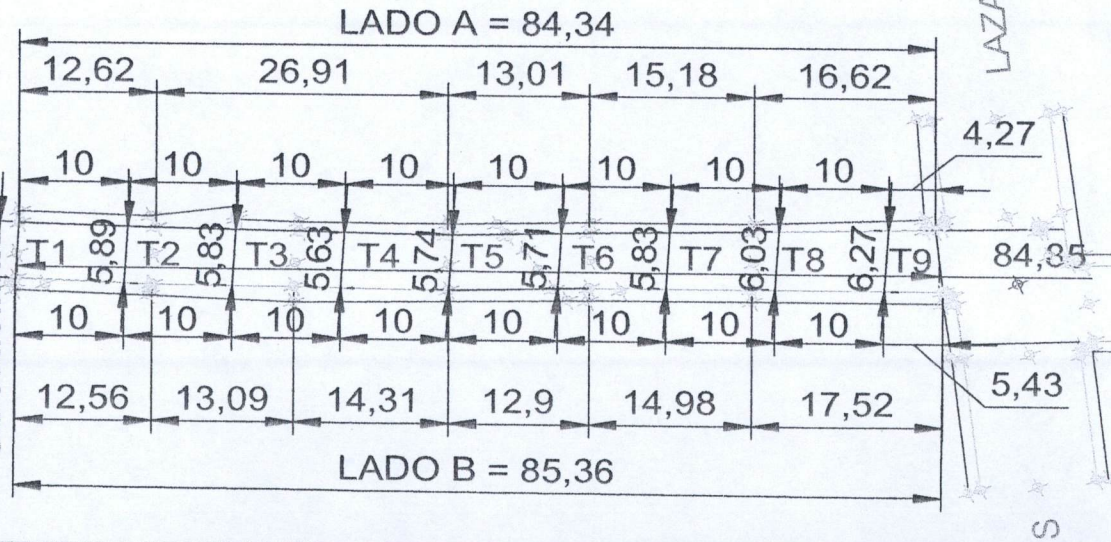 LADO A = 84,34
LAZA
12,62 26,91 13,01 15,18 16,62
4,27
10 10 10 10 10 10 10 10
T1 5,89 T2 5,83 T3 5,63 T4 5,74 T5 5,71 T6 5,83 T7 6,03 T8 6,27 T9 84,85
10 10 10 10 10 10 10 10
5,43
12,56 13,09 14,31 12,9 14,98 17,52
LADO B = 85,36
S